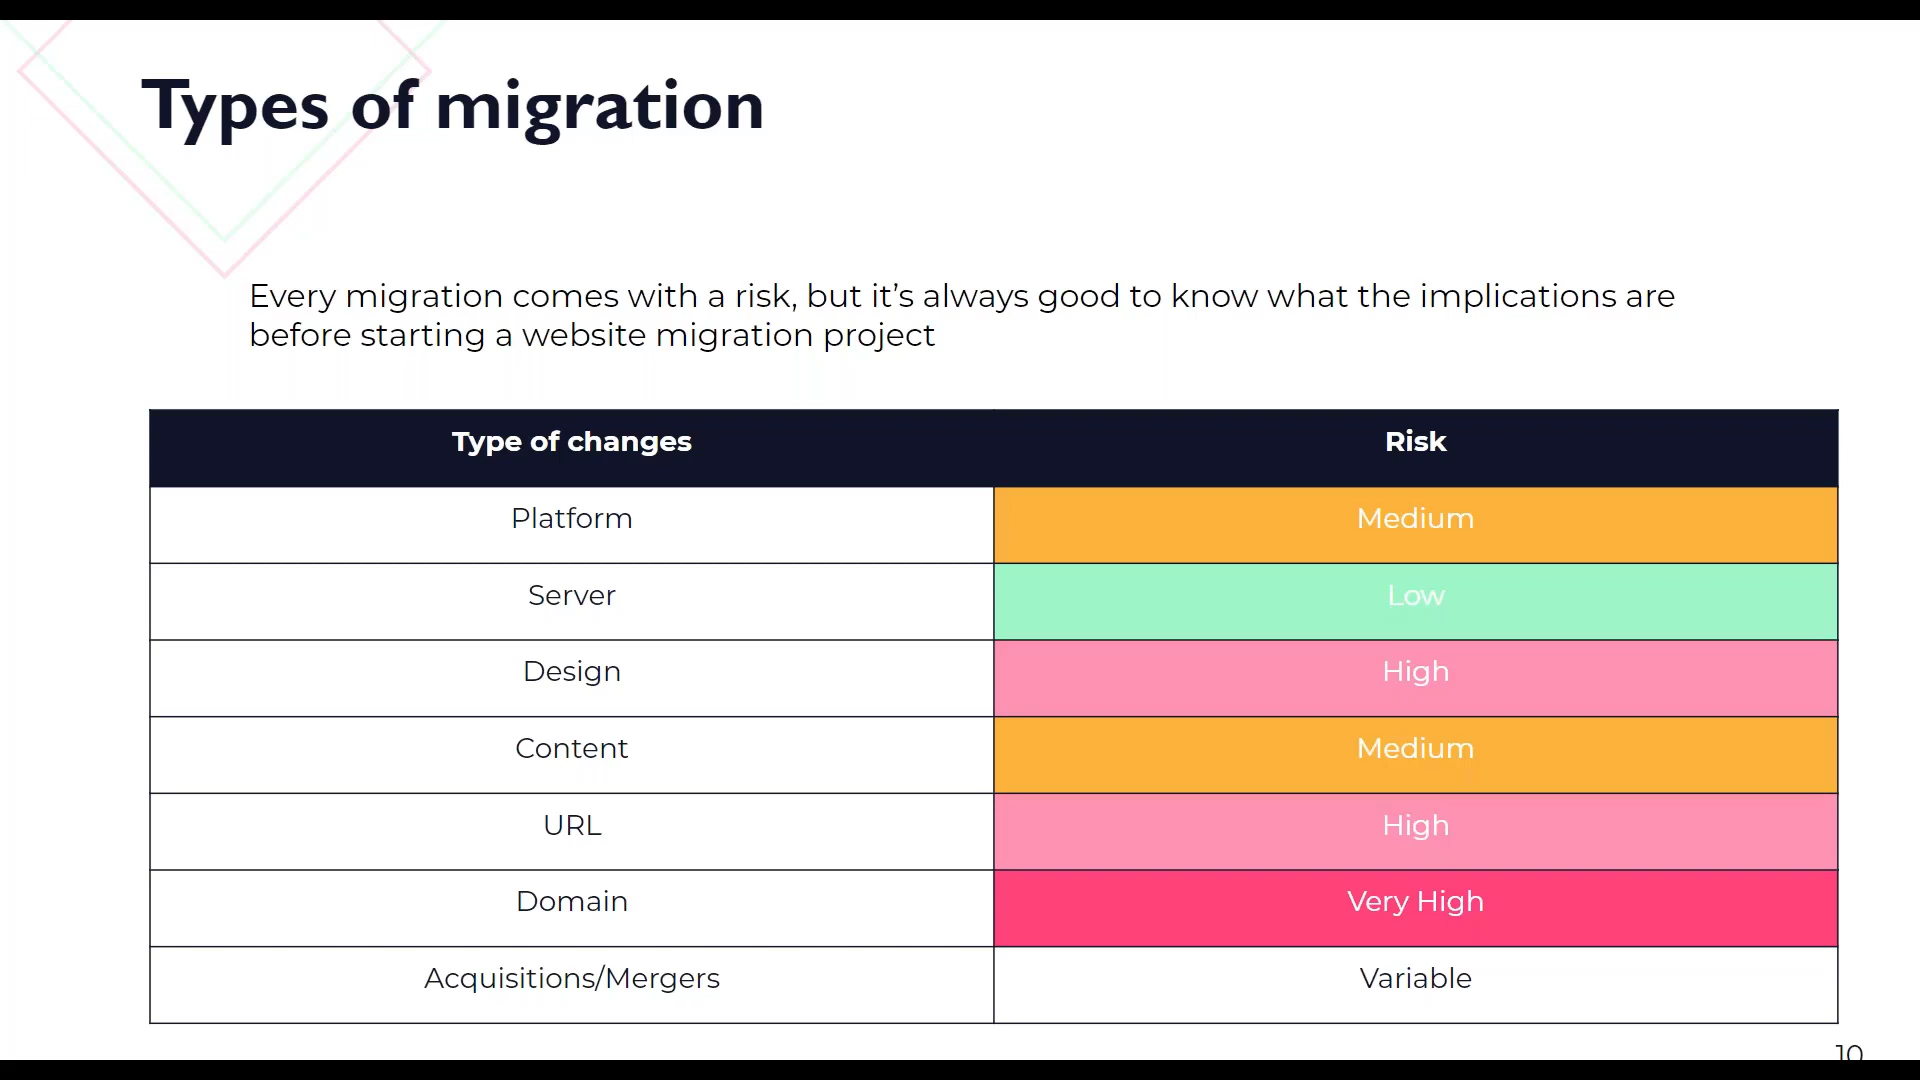 Types of migration
Every migration comes with a risk, but it’s always good to know what the implications are
before starting a website migration project
Type of changes Risk
Platform Medium
Server Low
Design High
Content Medium
URL High
Domain Very High
Acquisitions/Mergers Variable
10